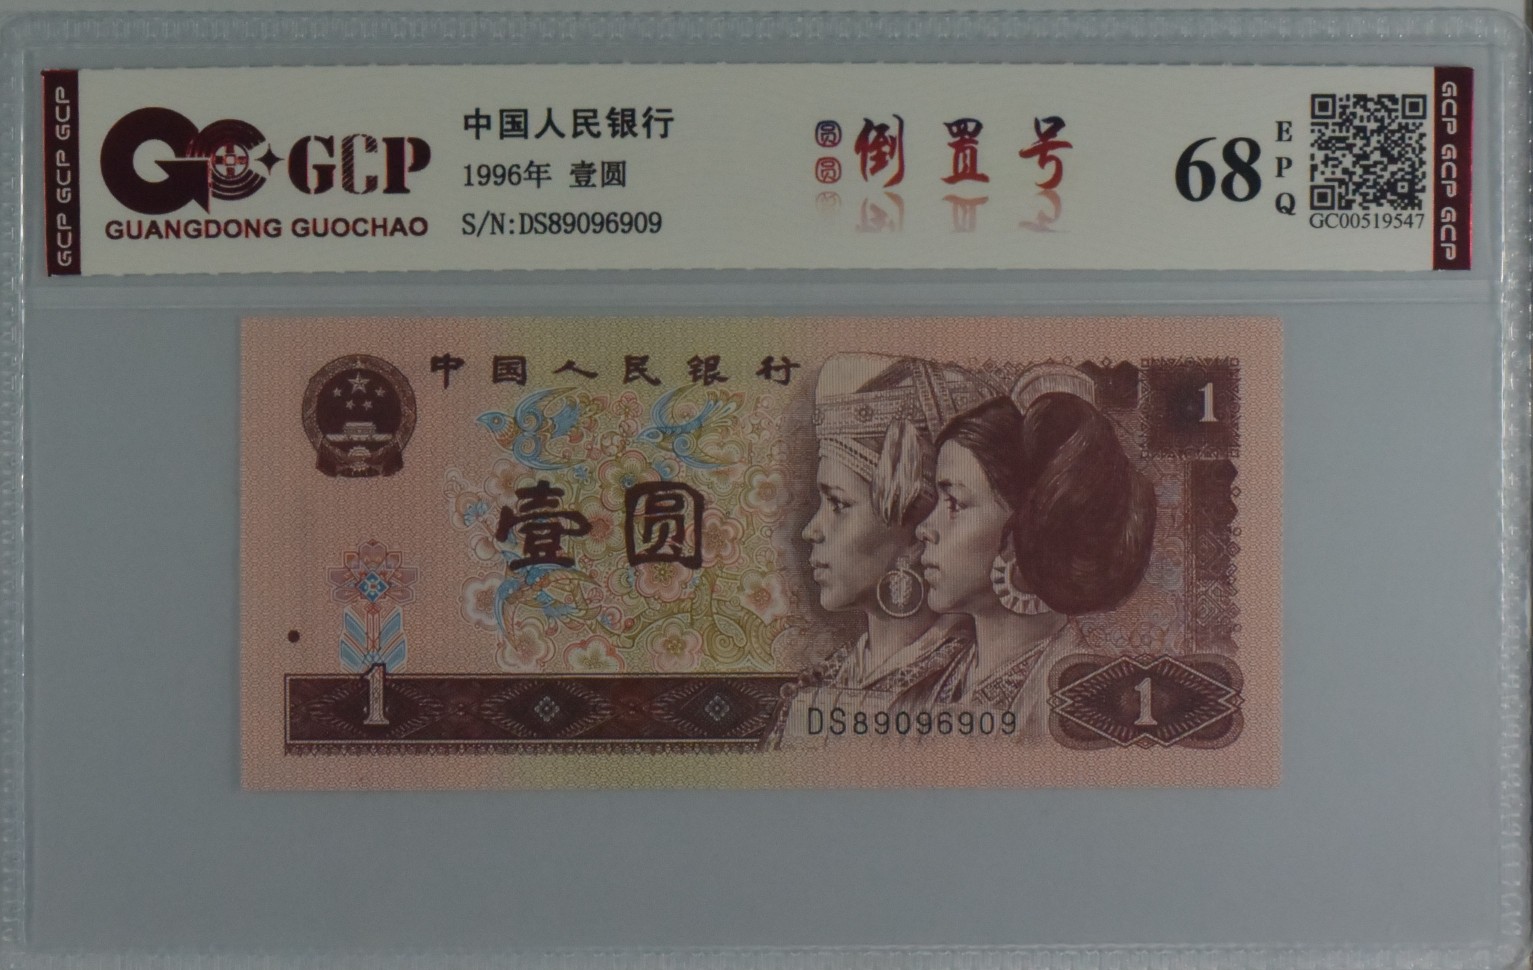 GCP GCP GCP
GCP
GUANGDONG GUOCHAO
中国人民银行
1996年 壹圆
S/N:DS89096909
圆
圆
倒置号
68
E
P
Q
GC00519547
GCP GCP GCP
中国人民银行
1
壹圆
1
DS89096909
1